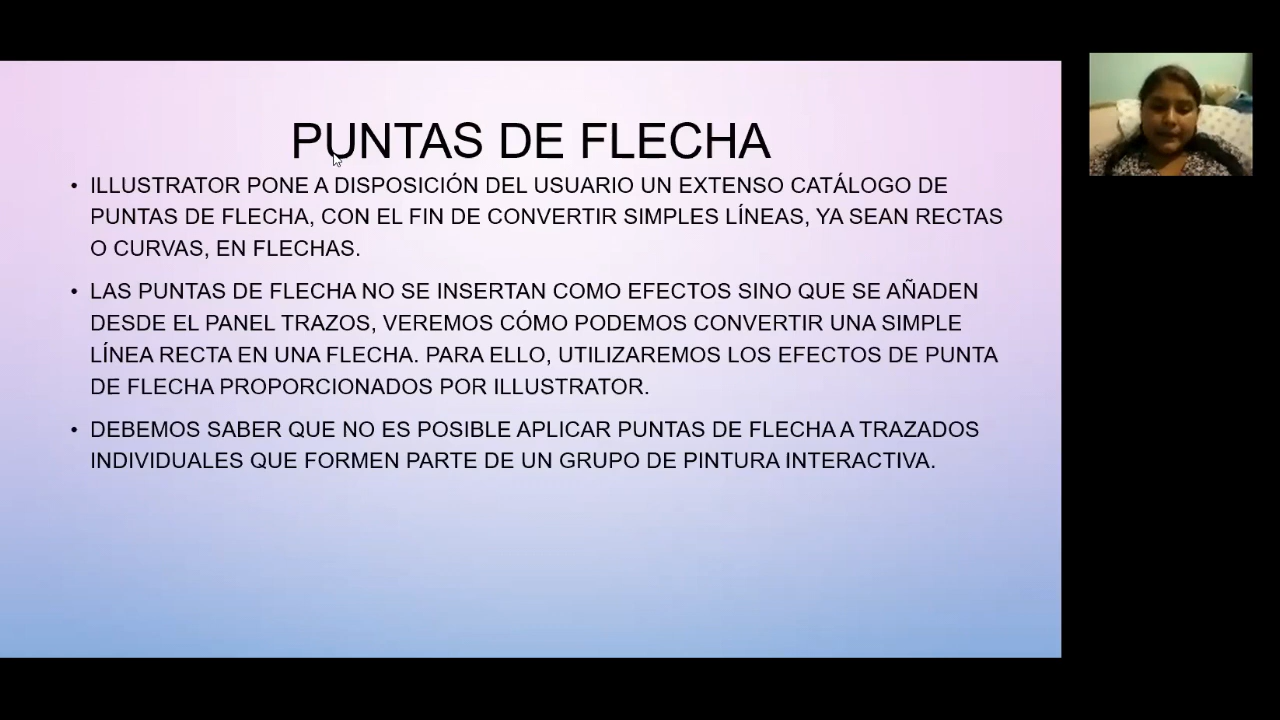 PUNTAS DE FLECHA
• ILLUSTRATOR PONE A DISPOSICIÓN DEL USUARIO UN EXTENSO CATÁLOGO DE
PUNTAS DE FLECHA, CON EL FIN DE CONVERTIR SIMPLES LÍNEAS, YA SEAN RECTAS
O CURVAS, EN FLECHAS.
• LAS PUNTAS DE FLECHA NO SE INSERTAN COMO EFECTOS SINO QUE SE AÑADEN
DESDE EL PANEL TRAZOS, VEREMOS CÓMO PODEMOS CONVERTIR UNA SIMPLE
LÍNEA RECTA EN UNA FLECHA. PARA ELLO, UTILIZAREMOS LOS EFECTOS DE PUNTA
DE FLECHA PROPORCIONADOS POR ILLUSTRATOR.
• DEBEMOS SABER QUE NO ES POSIBLE APLICAR PUNTAS DE FLECHA A TRAZADOS
INDIVIDUALES QUE FORMEN PARTE DE UN GRUPO DE PINTURA INTERACTIVA.